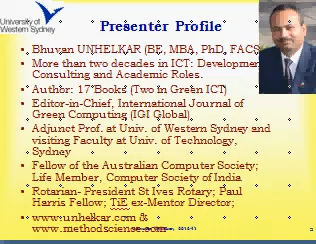 University of
Western Sydney
Presenter Profile
Bhuvan UNHELKAR (BE, MBA, PhD, FACS
More than two decades in ICT: Development
Consulting and Academic Roles.
Author: 17 Books (Two in Green ICT)
Editor-in-Chief, International Journal of
Green Computing (IGI Global)
Adjunct Prof. at Univ. of Western Sydney and
visiting Faculty at Univ. of Technology,
Sydney
Fellow of the Australian Computer Society;
Life Member, Computer Society of India
Rotarian- President St Ives Rotary; Paul
Harris Fellow; TiE ex-Mentor Director;
www.unhelkar.com &
www.methodscience.com